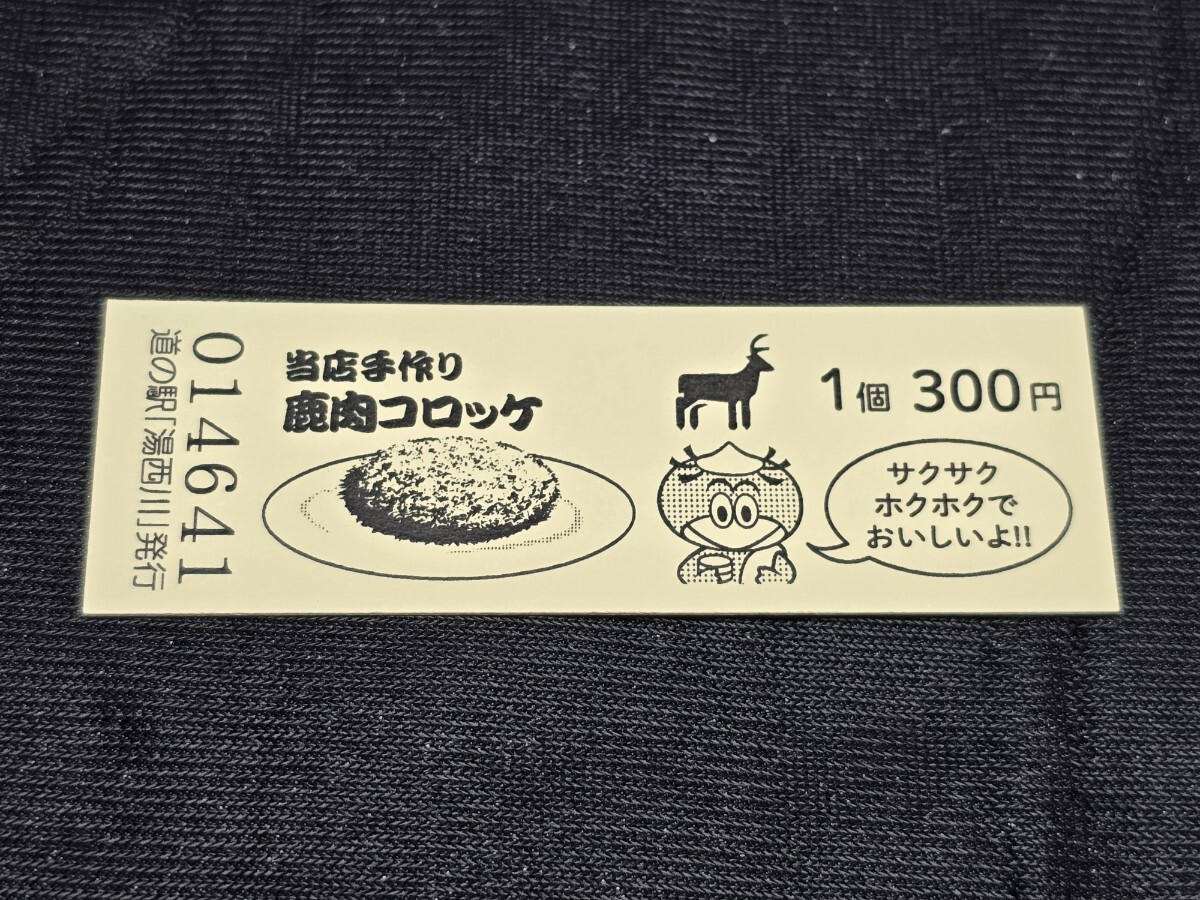 014641
道の駅「湯西川」発行
当店手作り
鹿肉コロッケ
1個 300円
サクサク
ホクホクで
おいしいよ!!